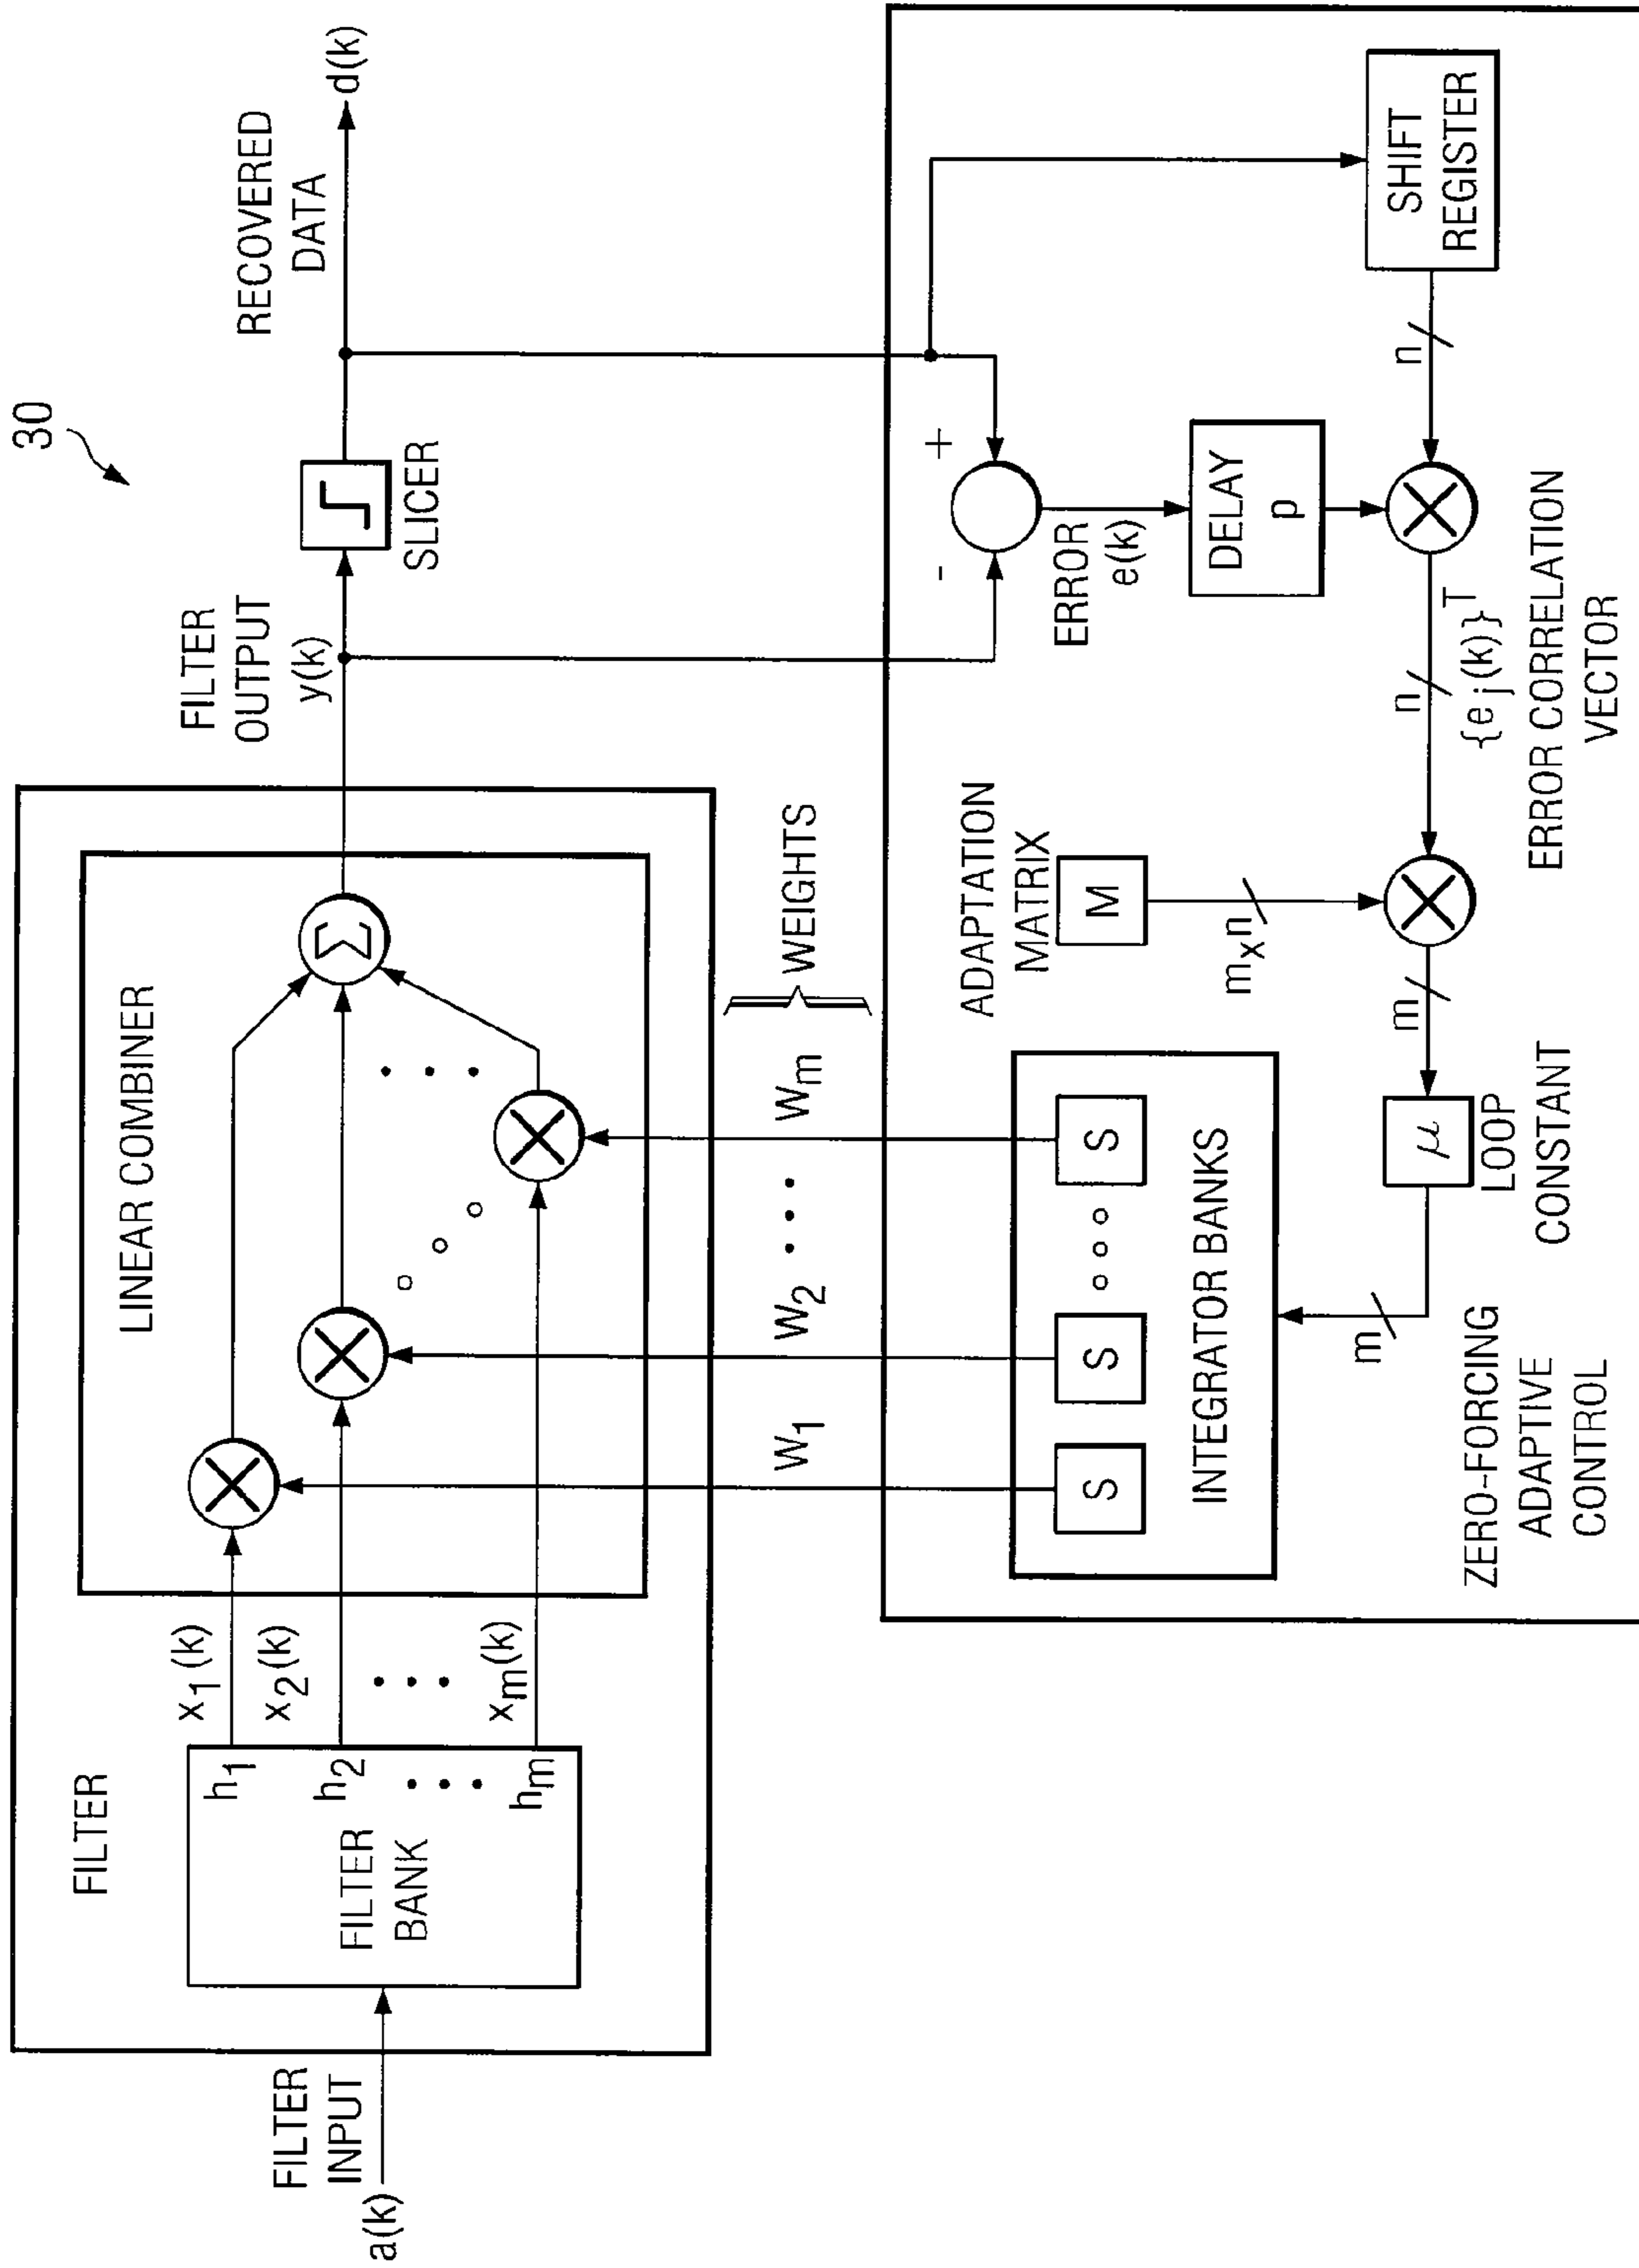 30
FILTER
INPUT
a(k)
FILTER
FILTER
BANK
h1
h2
hm
x1(k)
x2(k)
xm(k)
LINEAR COMBINER
Σ
FILTER
OUTPUT
y(k)
SLICER
RECOVERED
DATA
d(k)
W1
W2
Wm
WEIGHTS
S
S
S
INTEGRATOR BANKS
ADAPTATION
MATRIX
M
mxn
- +
ERROR
e(k)
DELAY
p
SHIFT
REGISTER
n
n
{ej(k)}T
ERROR CORRELATION
VECTOR
m
μ
LOOP
CONSTANT
m
ZERO-FORCING
ADAPTIVE
CONTROL